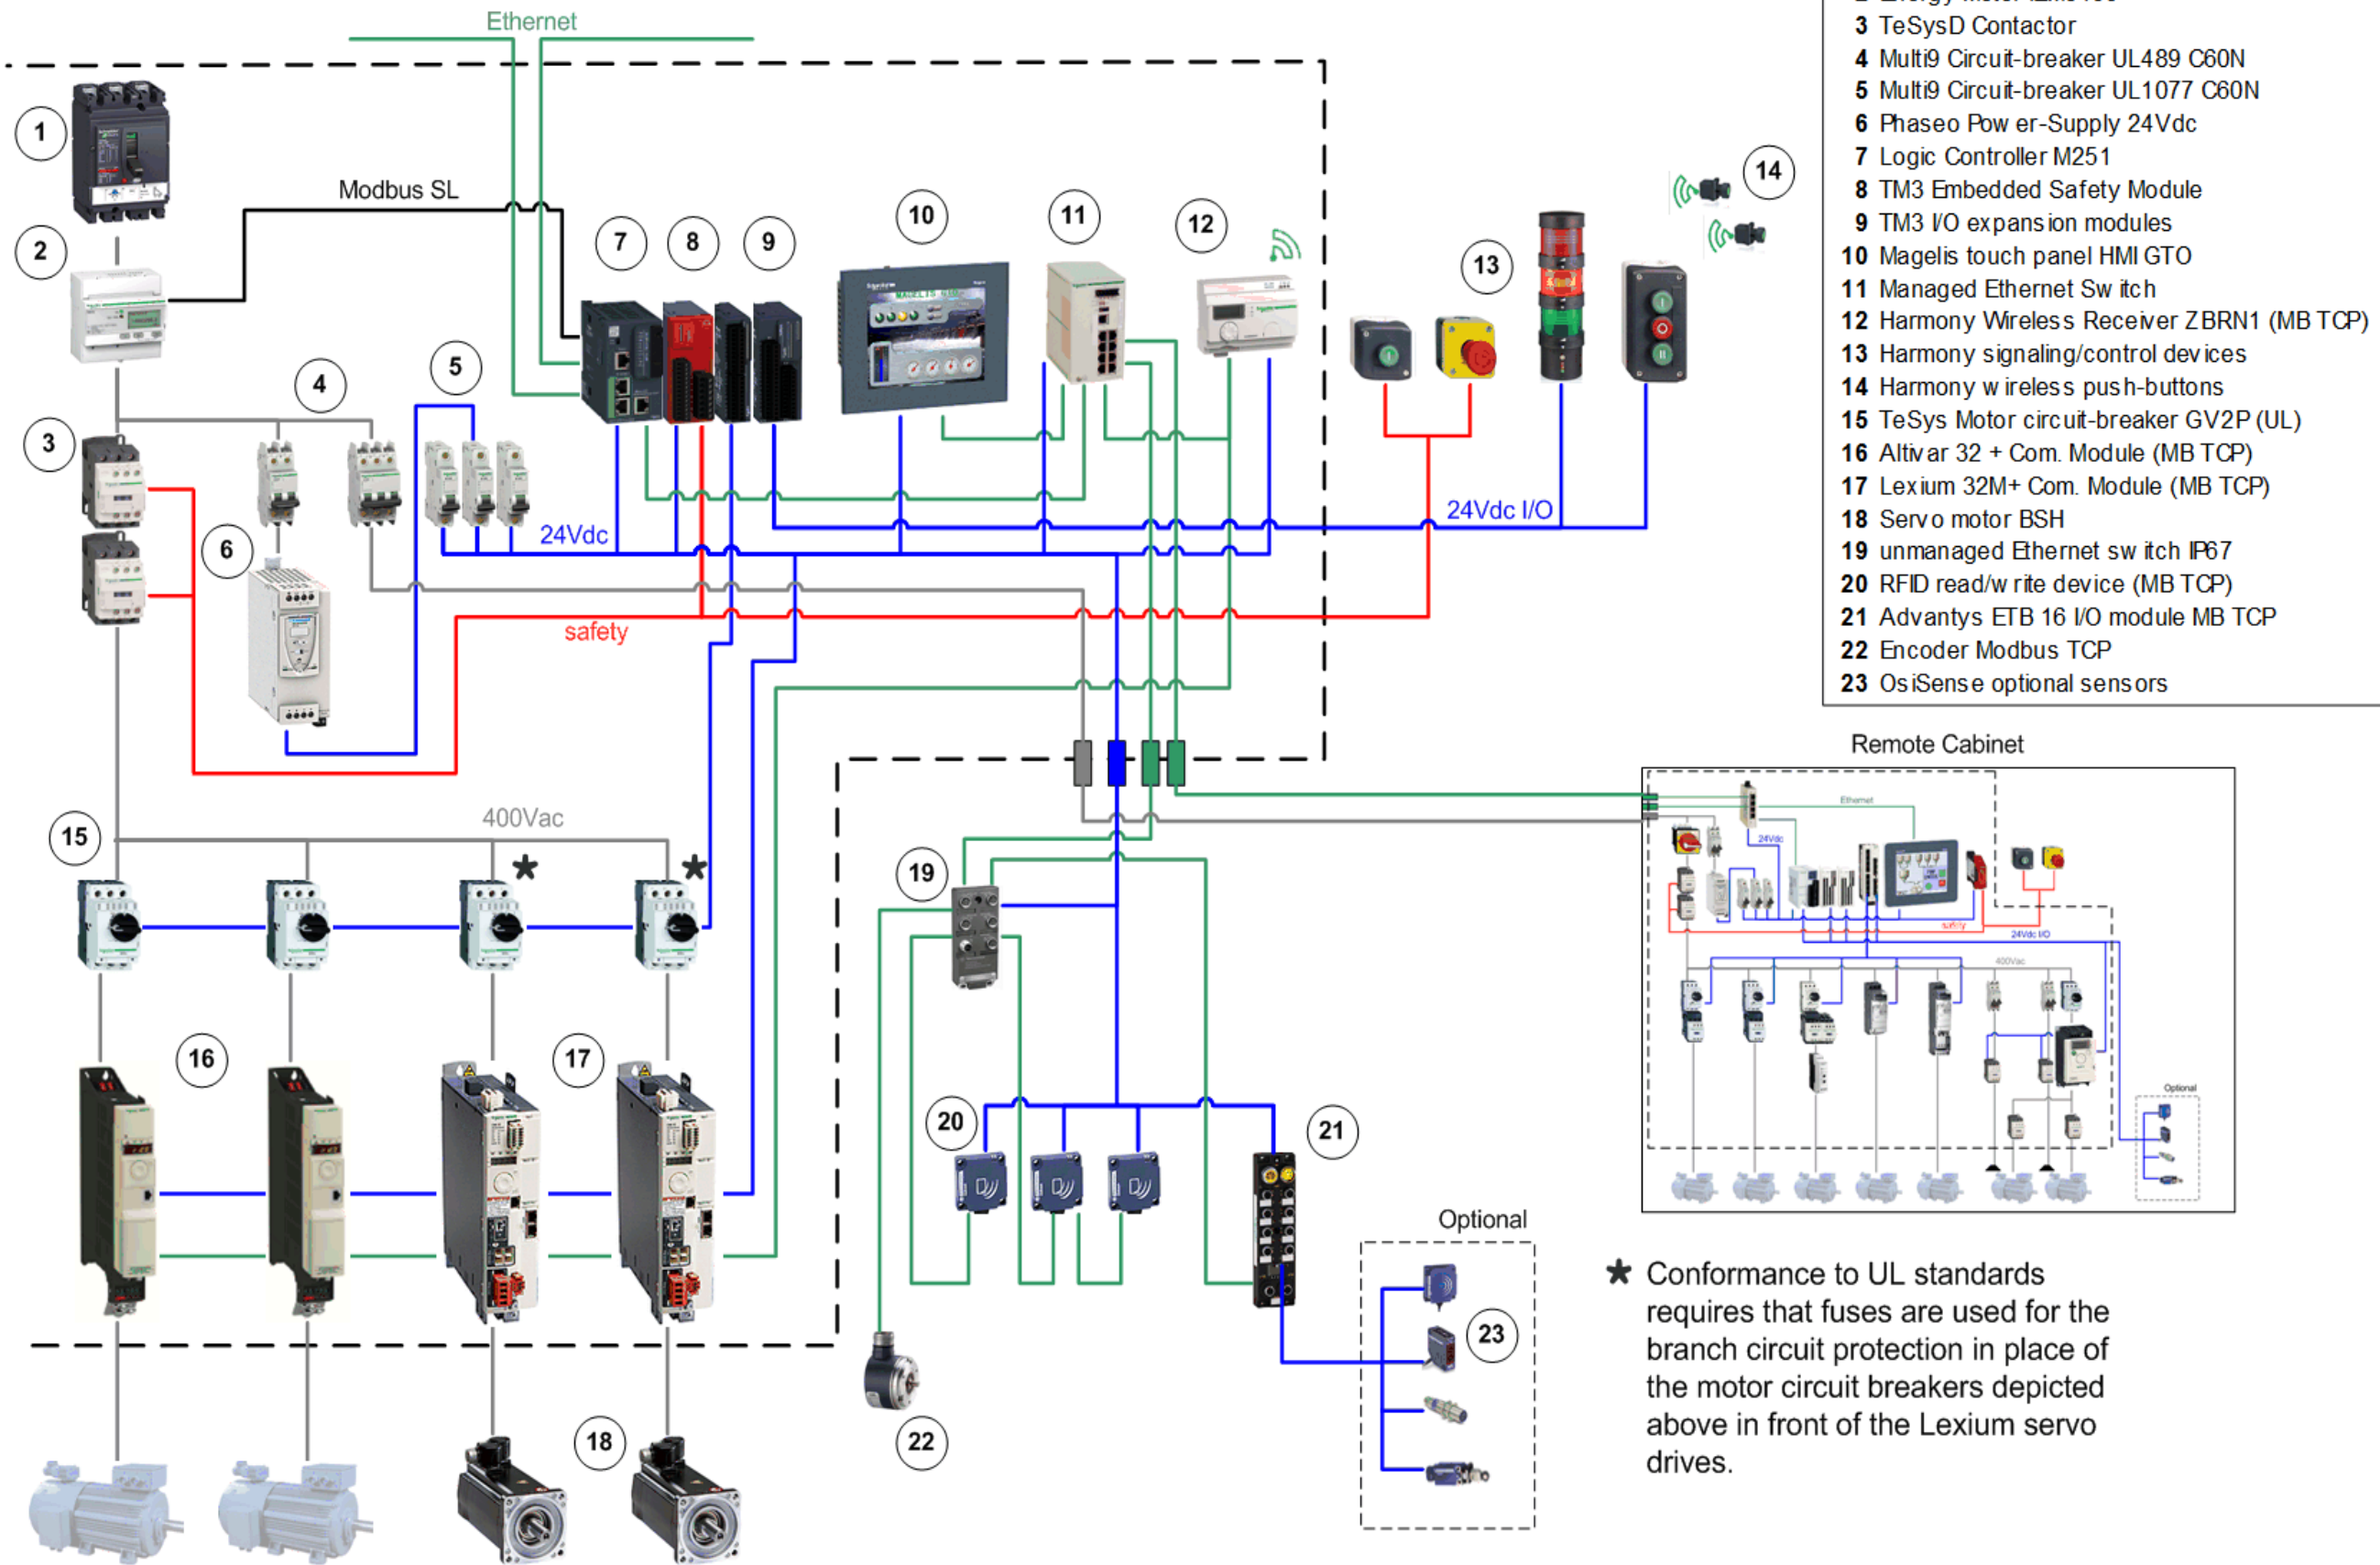 Ethernet
1
Modbus SL
2
3
4
5
6
7
8
9
10
11
12
13
14
24Vdc
24Vdc I/O
safety
MAGELIS
400Vac
15
16
17
18
19
20
21
22
Optional
23
3 TeSysD Contactor
4 Multi9 Circuit-breaker UL489 C60N
5 Multi9 Circuit-breaker UL1077 C60N
6 Phaseo Power-Supply 24Vdc
7 Logic Controller M251
8 TM3 Embedded Safety Module
9 TM3 I/O expansion modules
10 Magelis touch panel HMI GTO
11 Managed Ethernet Switch
12 Harmony Wireless Receiver ZBRN1 (MB TCP)
13 Harmony signaling/control devices
14 Harmony wireless push-buttons
15 TeSys Motor circuit-breaker GV2P (UL)
16 Altivar 32 + Com. Module (MB TCP)
17 Lexium 32M+ Com. Module (MB TCP)
18 Servo motor BSH
19 unmanaged Ethernet switch IP67
20 RFID read/write device (MB TCP)
21 Advantys ETB 16 I/O module MB TCP
22 Encoder Modbus TCP
23 OsiSense optional sensors
Remote Cabinet
Ethernet
24Vdc
safety
24Vdc I/O
400Vac
Optional
★ Conformance to UL standards
requires that fuses are used for the
branch circuit protection in place of
the motor circuit breakers depicted
above in front of the Lexium servo
drives.